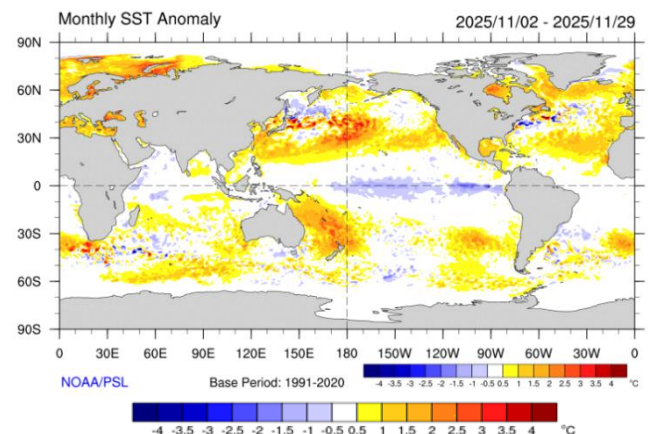 Monthly SST Anomaly 2025/11/02 - 2025/11/29
90N
60N
30N
0
30S
60S
90S
0 30E 60E 90E 120E 150E 180 150W 120W 90W 60W 30W 0
NOAA/PSL Base Period: 1991-2020
-4 -3.5 -3 -2.5 -2 -1.5 -1 -0.5 0.5 1 1.5 2 2.5 3 3.5 4 °C
-4 -3.5 -3 -2.5 -2 -1.5 -1 -0.5 0.5 1 1.5 2 2.5 3 3.5 4 °C